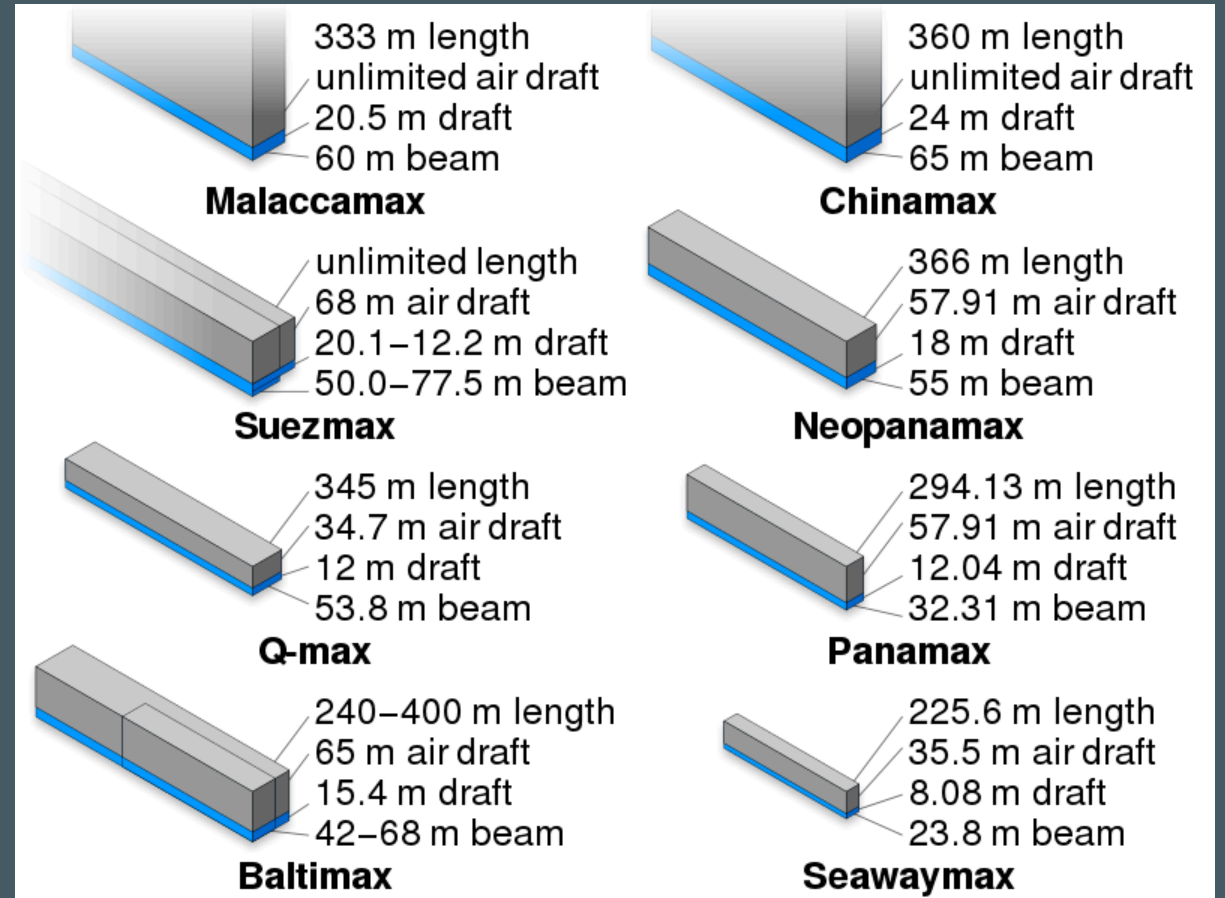 333 m length
unlimited air draft
20.5 m draft
60 m beam
Malaccamax
360 m length
unlimited air draft
24 m draft
65 m beam
Chinamax
unlimited length
68 m air draft
20.1–12.2 m draft
50.0–77.5 m beam
Suezmax
366 m length
57.91 m air draft
18 m draft
55 m beam
Neopanamax
345 m length
34.7 m air draft
12 m draft
53.8 m beam
Q-max
294.13 m length
57.91 m air draft
12.04 m draft
32.31 m beam
Panamax
240–400 m length
65 m air draft
15.4 m draft
42–68 m beam
Baltimax
225.6 m length
35.5 m air draft
8.08 m draft
23.8 m beam
Seawaymax